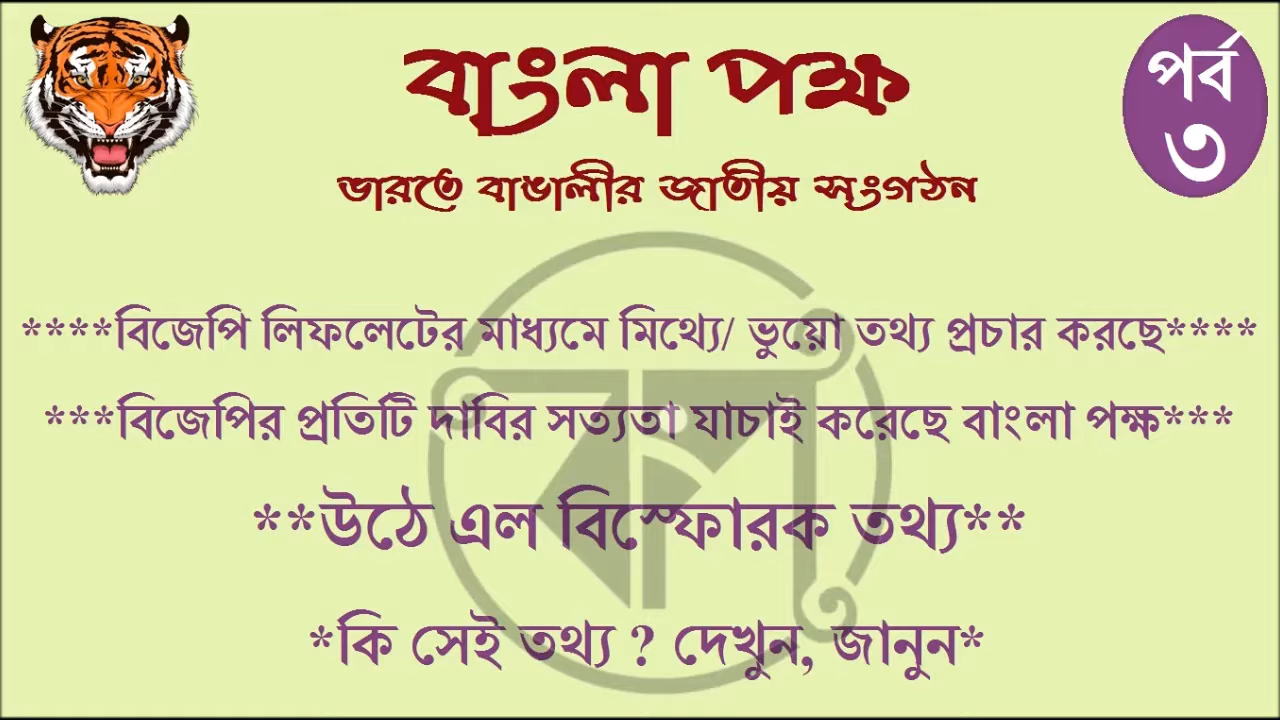 বাংলা পক্ষ
পর্ব
৩
ভারতে বাঙালীর জাতীয় সংগঠন
****বিজেপি লিফলেটের মাধ্যমে মিথ্যে/ ভুয়ো তথ্য প্রচার করছে****
***বিজেপির প্রতিটি দাবির সত্যতা যাচাই করেছে বাংলা পক্ষ***
**উঠে এল বিস্ফোরক তথ্য**
*কি সেই তথ্য ? দেখুন, জানুন*